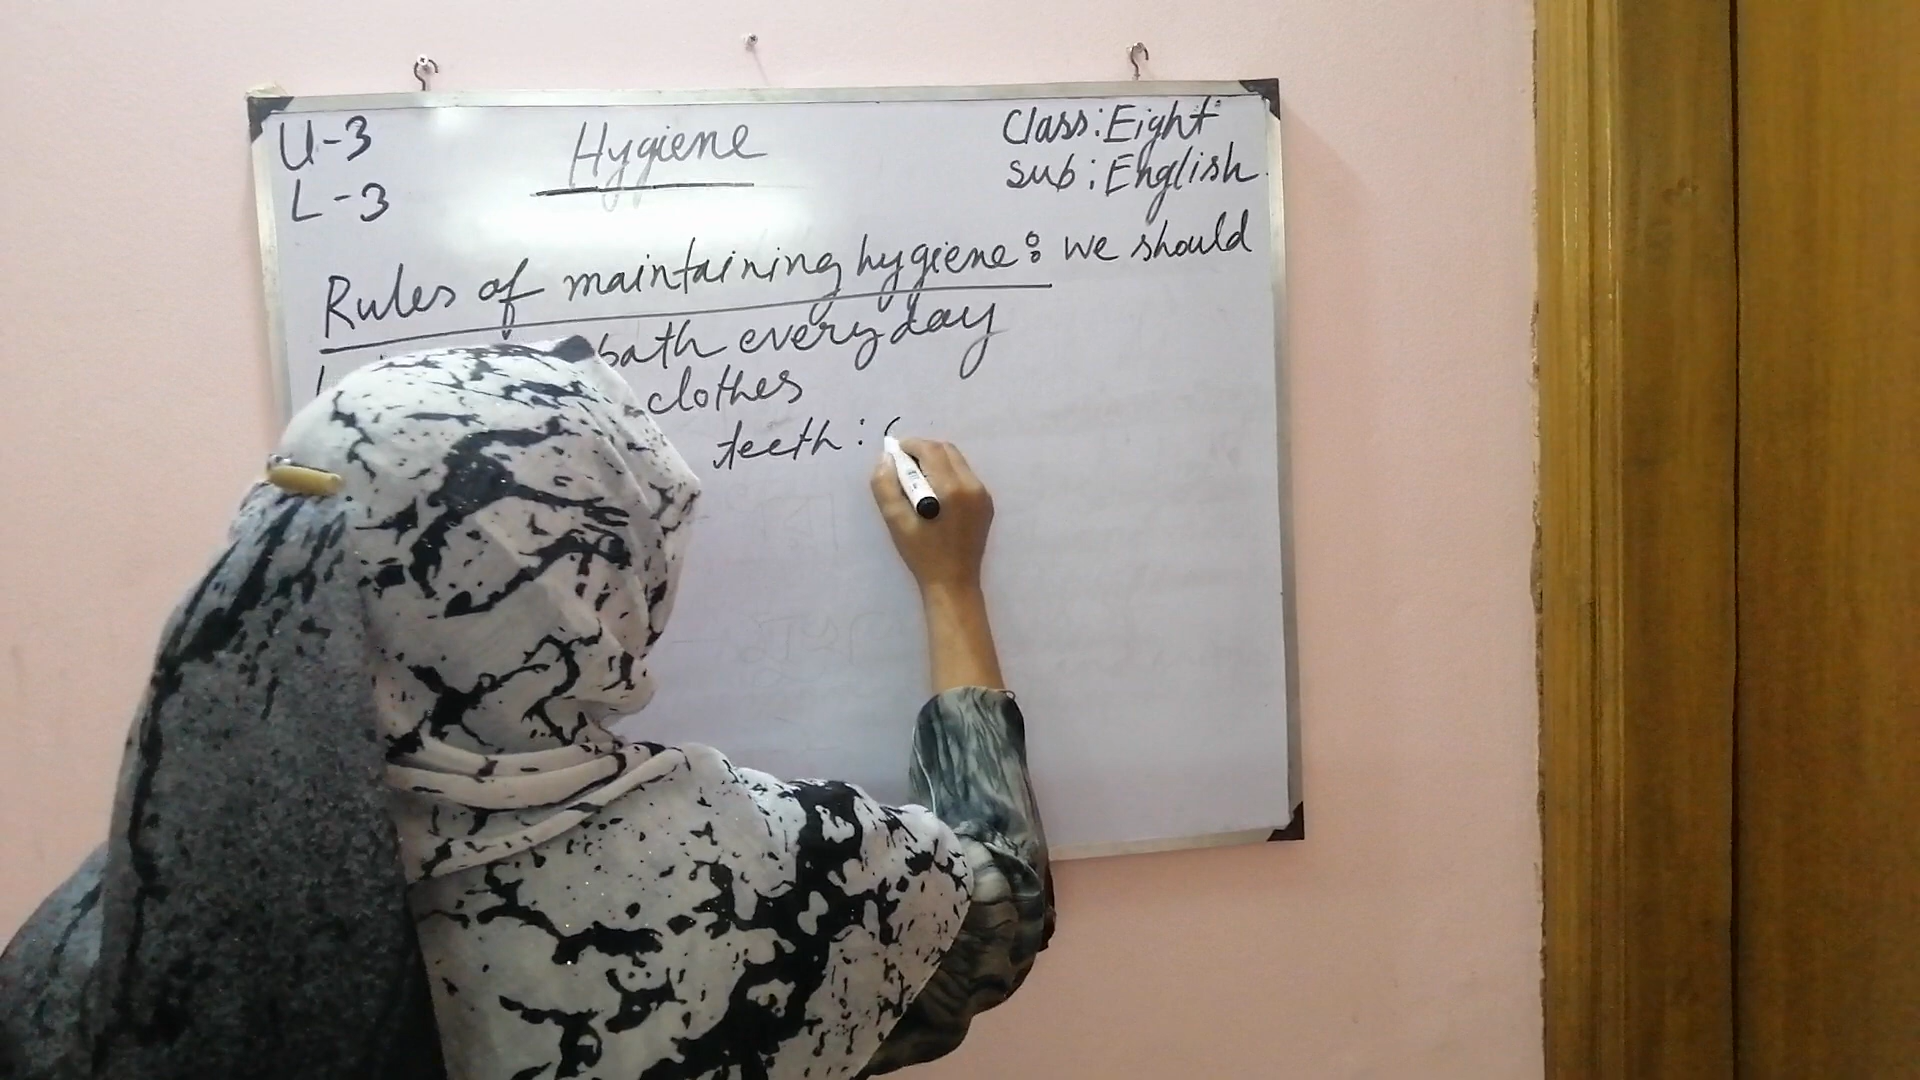 U-3
Hygiene
Class: Eight
L-3
Sub: English
Rules of maintaining hygiene: we should
bath everyday
clothes
teeth: